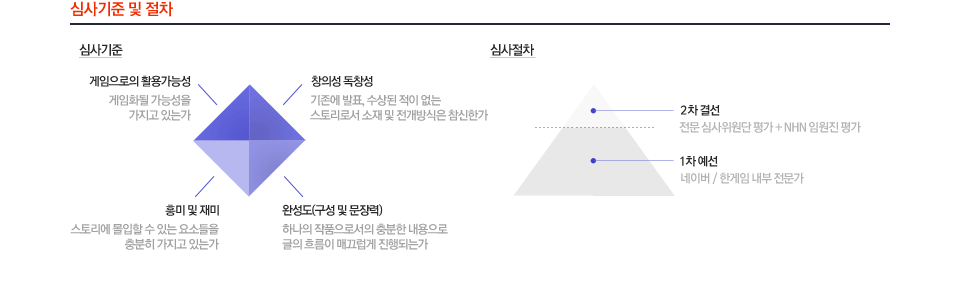 심사기준 및 절차
심사기준
게임으로의 활용가능성
게임화될 가능성을
가지고 있는가
창의성 독창성
기존에 발표, 수상된 적이 없는
스토리로서 소재 및 전개방식은 참신한가
흥미 및 재미
스토리에 몰입할 수 있는 요소들을
충분히 가지고 있는가
완성도(구성 및 문장력)
하나의 작품으로서의 충분한 내용으로
글의 흐름이 매끄럽게 진행되는가
심사절차
2차 결선
전문 심사위원단 평가 + NHN 임원진 평가
1차 예선
네이버 / 한게임 내부 전문가